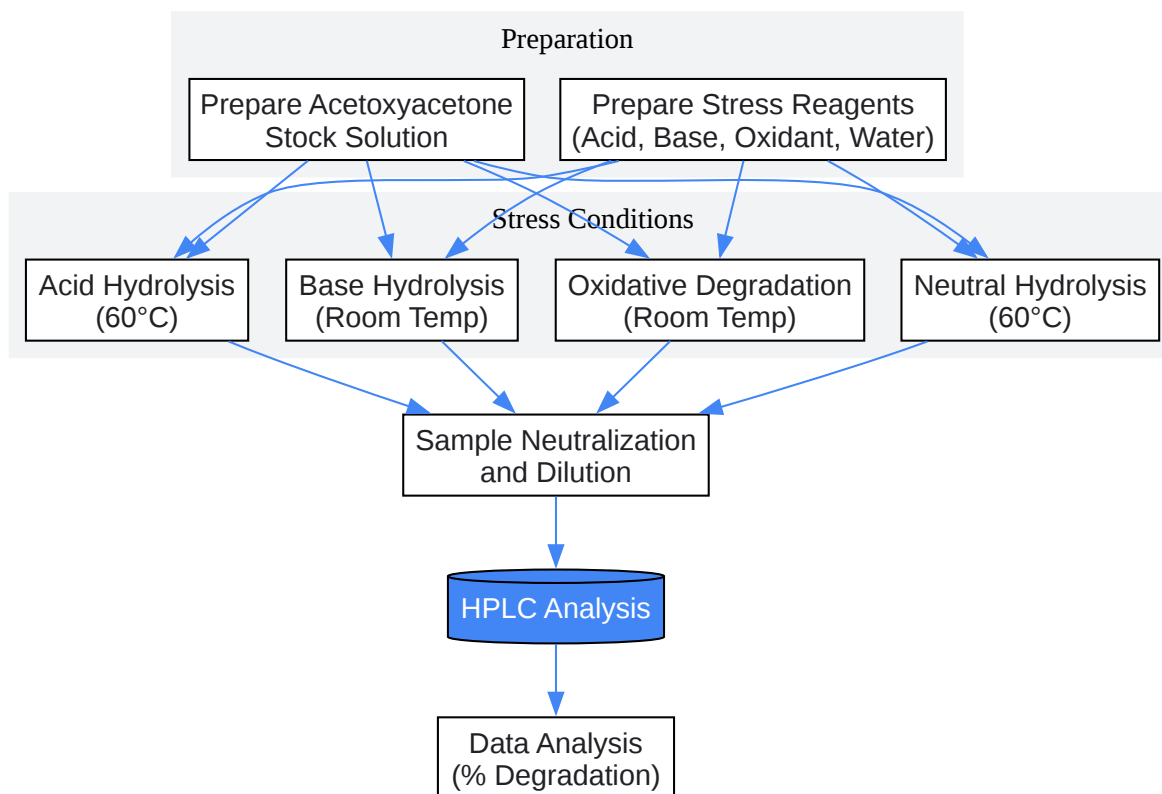 Preparation
Prepare Acetoxyacetone
Stock Solution
Prepare Stress Reagents
(Acid, Base, Oxidant, Water)
Stress Conditions
Acid Hydrolysis
(60°C)
Base Hydrolysis
(Room Temp)
Oxidative Degradation
(Room Temp)
Neutral Hydrolysis
(60°C)
Sample Neutralization
and Dilution
HPLC Analysis
Data Analysis
(% Degradation)